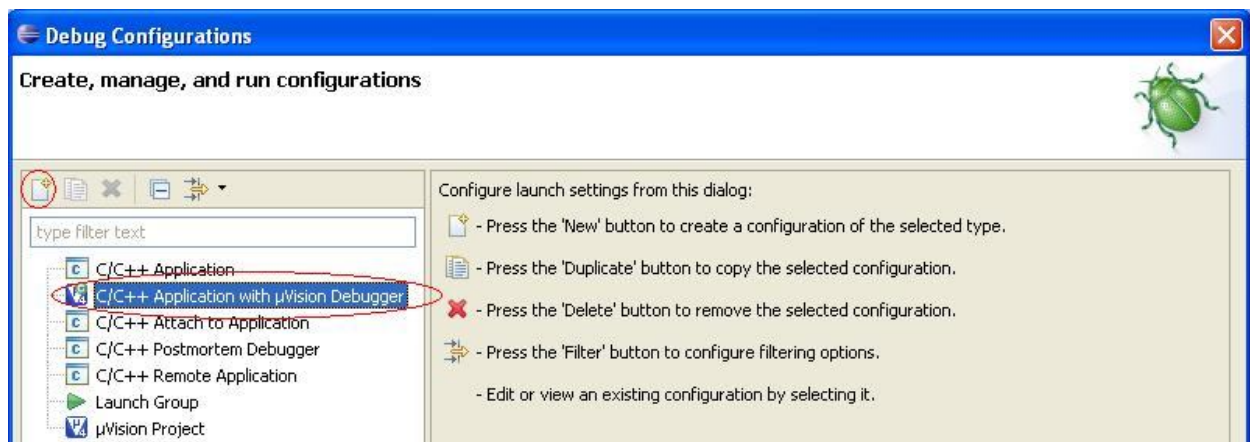 Debug Configurations
Create, manage, and run configurations
type filter text
C/C++ Application
C/C++ Application with µVision Debugger
C/C++ Attach to Application
C/C++ Postmortem Debugger
C/C++ Remote Application
Launch Group
µVision Project
Configure launch settings from this dialog:
- Press the 'New' button to create a configuration of the selected type.
- Press the 'Duplicate' button to copy the selected configuration.
- Press the 'Delete' button to remove the selected configuration.
- Press the 'Filter' button to configure filtering options.
- Edit or view an existing configuration by selecting it.